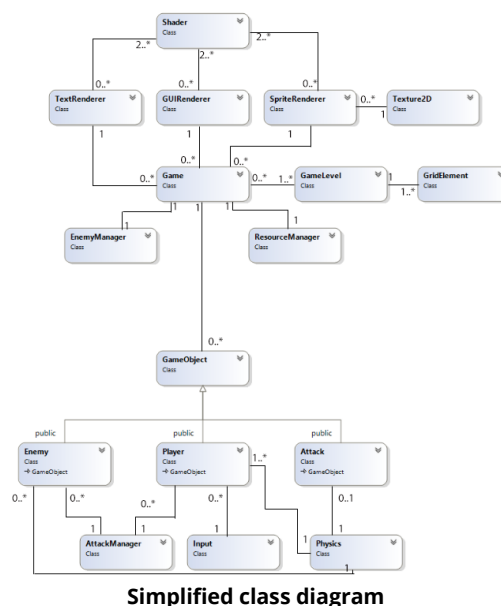 Shader
Class
2..*
2..*
2..*
0..*
0..*
0..*
TextRenderer
Class
GUIRenderer
Class
SpriteRenderer
Class
0..*
1
Texture2D
Class
1
1
1
0..*
0..*
0..*
Game
Class
0..*
1..*
GameLevel
Class
1
1..*
GridElement
Class
1
1
1
1
1
EnemyManager
Class
ResourceManager
Class
0..*
GameObject
Class
public
public
public
Enemy
Class
GameObject
Player
Class
GameObject
Attack
Class
GameObject
1..*
0..*
0..*
0..*
0..*
0..1
1
1
1
1
1
AttackManager
Class
Input
Class
Physics
Class
1
Simplified class diagram